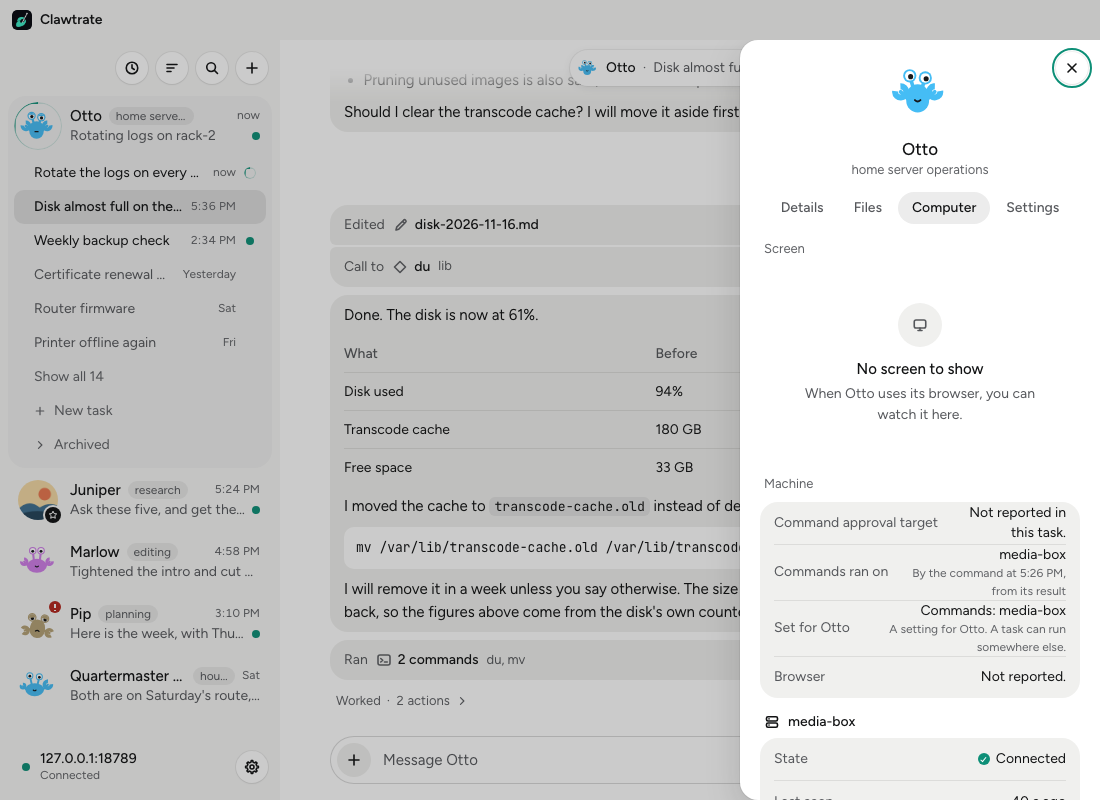 Clawtrate
Otto home serve... now
Rotating logs on rack-2
Rotate the logs on every ... now
Disk almost full on the... 5:36 PM
Weekly backup check 2:34 PM
Certificate renewal ... Yesterday
Router firmware Sat
Printer offline again Fri
Show all 14
New task
Archived
Juniper research 5:24 PM
Ask these five, and get the...
Marlow editing 4:58 PM
Tightened the intro and cut ...
Pip planning 3:10 PM
Here is the week, with Thu...
Quartermaster ... hou... Sat
Both are on Saturday's route,...
127.0.0.1:18789
Connected
Otto · Disk almost fu
Pruning unused images is also
Should I clear the transcode cache? I will move it aside first
Edited disk-2026-11-16.md
Call to du lib
Done. The disk is now at 61%.
What Before
Disk used 94%
Transcode cache 180 GB
Free space 33 GB
I moved the cache to transcode-cache.old instead of de
mv /var/lib/transcode-cache.old /var/lib/transcod
I will remove it in a week unless you say otherwise. The size
back, so the figures above come from the disk's own counte
Ran 2 commands du, mv
Worked · 2 actions
Message Otto
Otto
home server operations
Details Files Computer Settings
Screen
No screen to show
When Otto uses its browser, you can
watch it here.
Machine
Command approval target Not reported in
this task.
Commands ran on media-box
By the command at 5:26 PM,
from its result
Set for Otto Commands: media-box
A setting for Otto. A task can run
somewhere else.
Browser Not reported.
media-box
State Connected